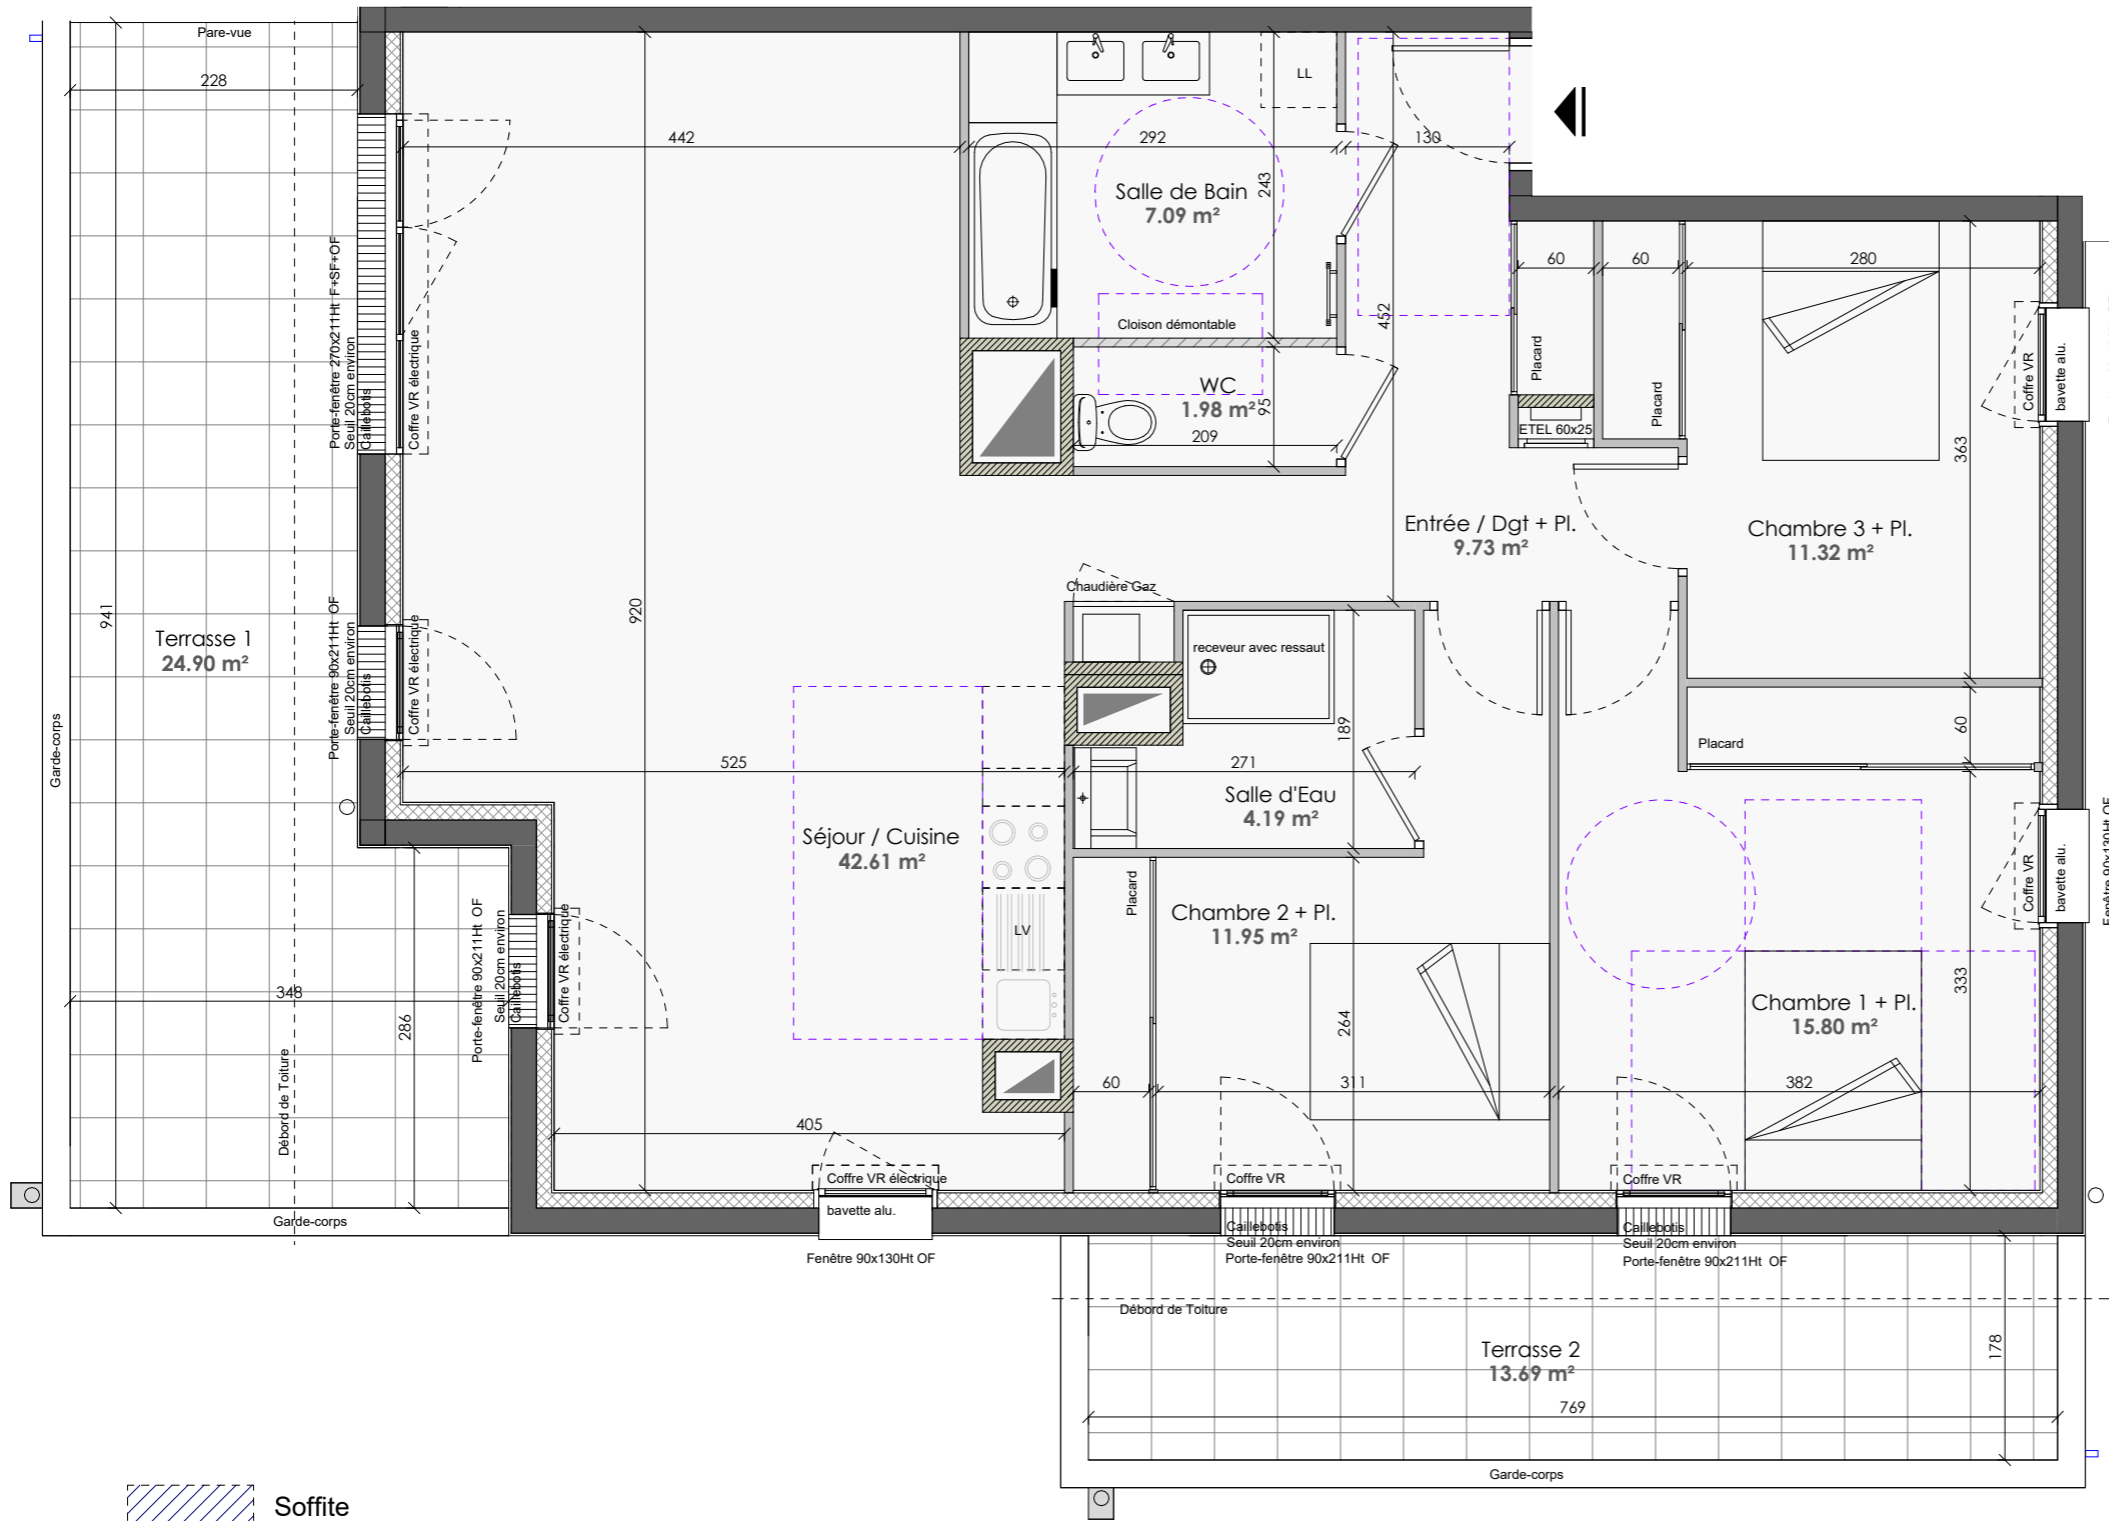 Pare-vue
228
442
292
130
LL
Salle de Bain
7.09 m²
243
Cloison démontable
WC
1.98 m²
95
209
452
60
60
280
Placard
Placard
ETEL 60x25
363
Coffre VR
bavette alu.
Porte-fenêtre 270x211Ht F+SF+OF
Seuil 20cm environ
Caillebotis
Coffre VR électrique
Entrée / Dgt + Pl.
9.73 m²
Chambre 3 + Pl.
11.32 m²
941
920
Terrasse 1
24.90 m²
Porte-fenêtre 90x211Ht OF
Seuil 20cm environ
Caillebotis
Coffre VR électrique
Chaudière Gaz
receveur avec ressaut
189
Garde-corps
525
271
Salle d'Eau
4.19 m²
Placard
60
Séjour / Cuisine
42.61 m²
LV
Placard
Chambre 2 + Pl.
11.95 m²
Coffre VR
bavette alu.
Fenêtre 90x130Ht OF
Porte-fenêtre 90x211Ht OF
Seuil 20cm environ
Caillebotis
Coffre VR électrique
348
286
264
333
Chambre 1 + Pl.
15.80 m²
60
311
382
Débord de Toiture
405
Coffre VR électrique
bavette alu.
Fenêtre 90x130Ht OF
Coffre VR
Caillebotis
Seuil 20cm environ
Porte-fenêtre 90x211Ht OF
Coffre VR
Caillebotis
Seuil 20cm environ
Porte-fenêtre 90x211Ht OF
Garde-corps
Débord de Toiture
Terrasse 2
13.69 m²
178
769
Garde-corps
Soffite